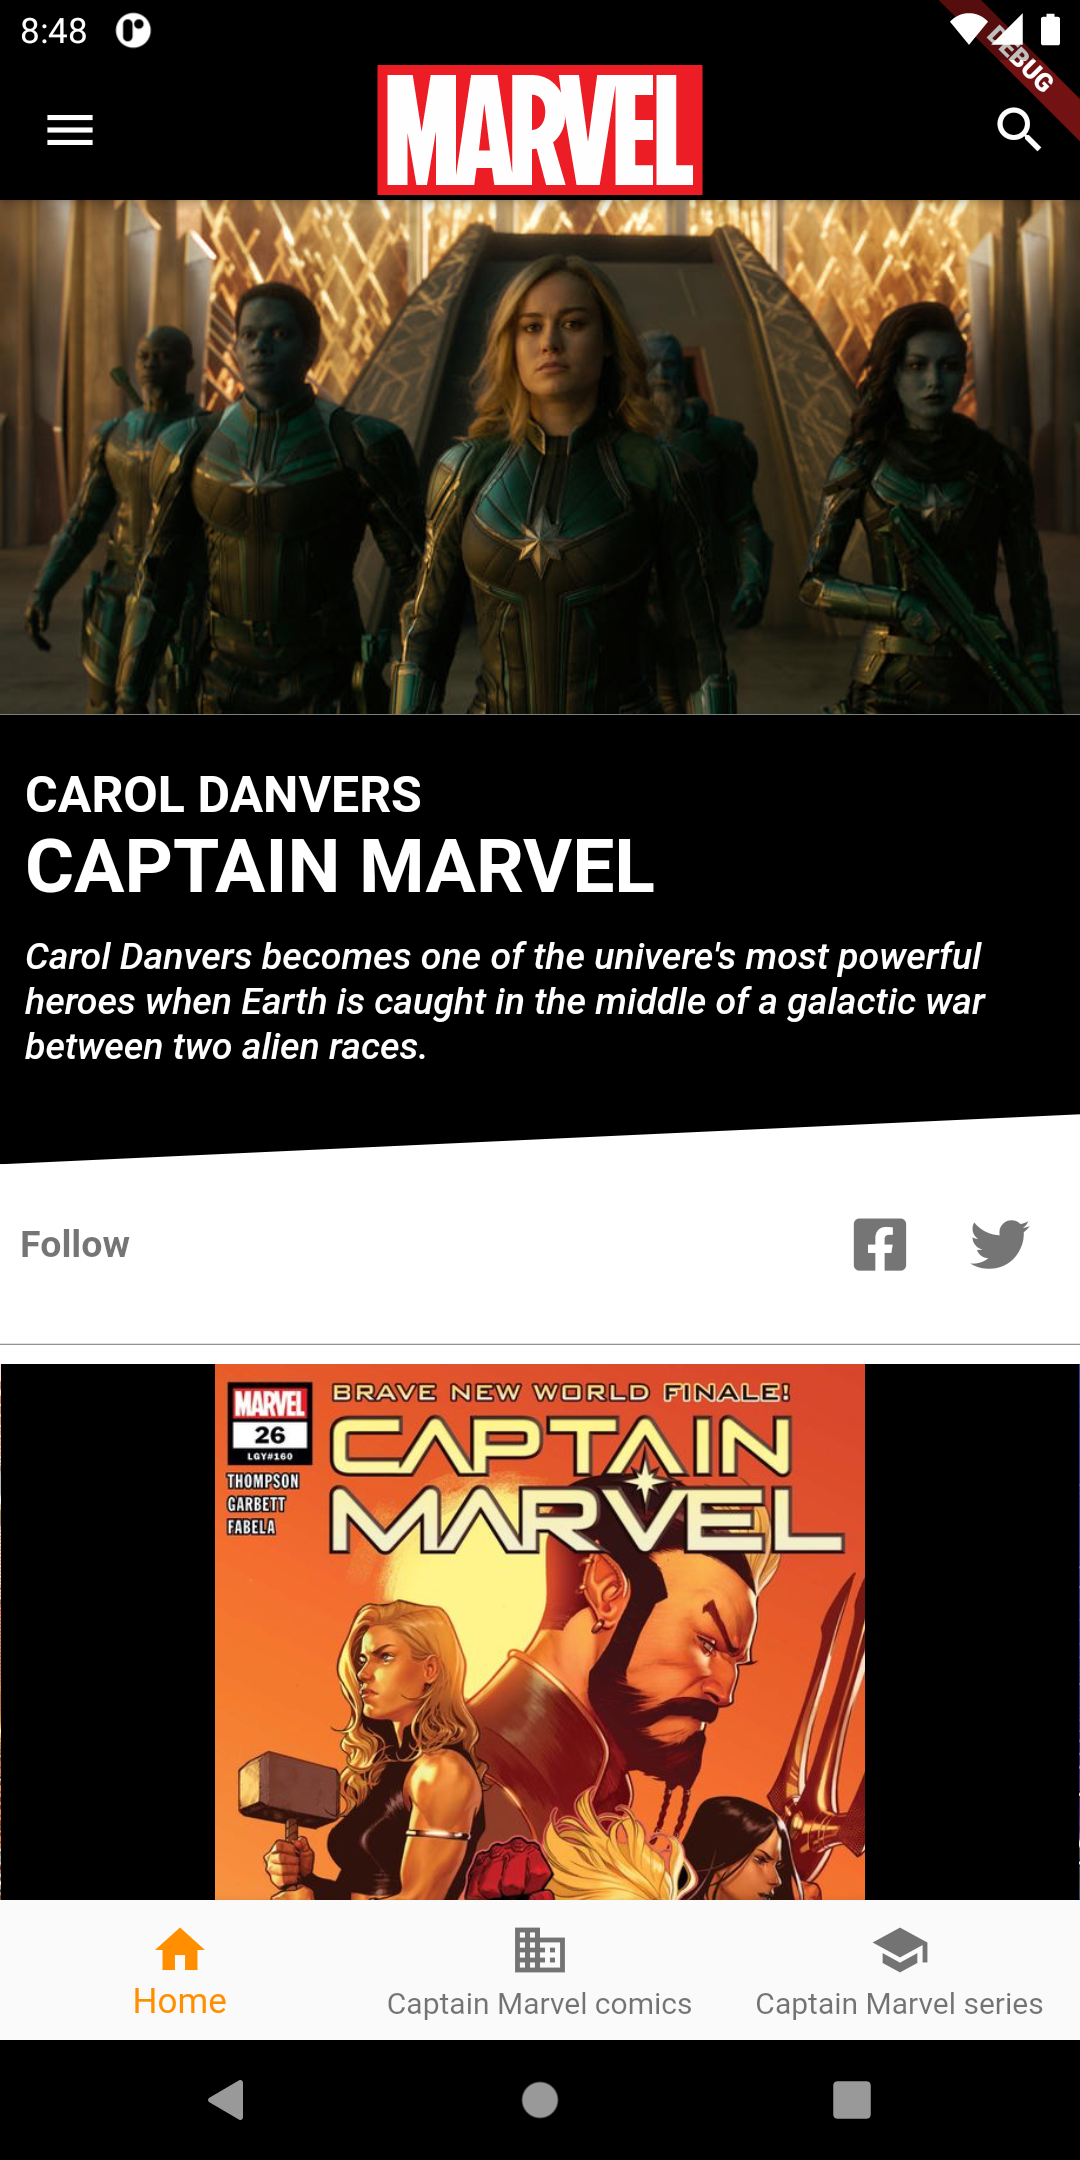 8:48
DEBUG
MARVEL
CAROL DANVERS
CAPTAIN MARVEL
Carol Danvers becomes one of the univere's most powerful
heroes when Earth is caught in the middle of a galactic war
between two alien races.
Follow
MARVEL
26
LGY#160
THOMPSON
GARBETT
FABELA
BRAVE NEW WORLD FINALE!
CAPTAIN
MARVEL
Home
Captain Marvel comics
Captain Marvel series